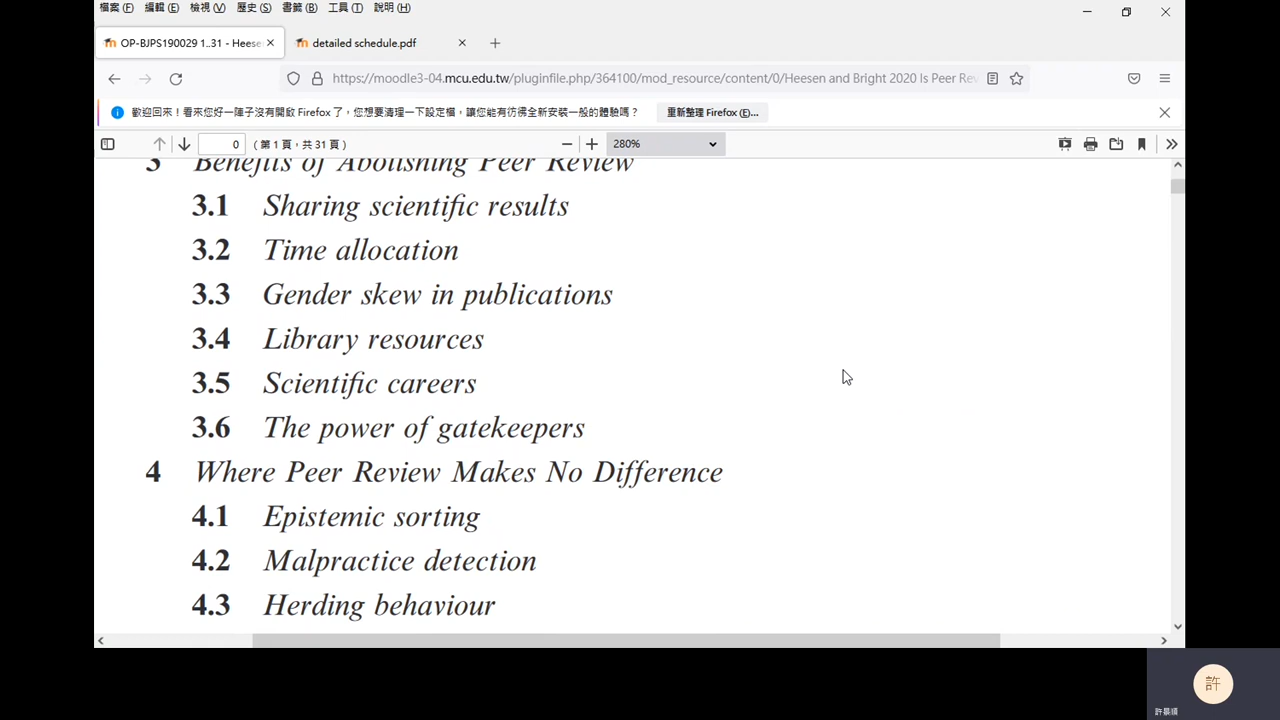 檔案 (F) 編輯 (E) 檢視 (V) 歷史 (S) 書籤 (B) 工具 (T) 說明 (H)
OP-BJPS190029 1..31 - Heese
detailed schedule.pdf
https://moodle3-04.mcu.edu.tw/pluginfile.php/364100/mod_resource/content/0/Heesen and Bright 2020 Is Peer Rev
歡迎回來！看來您好一陣子沒有開啟 Firefox 了，您想要清理一下設定檔，讓您能有彷彿全新安裝一般的體驗嗎？ 重新整理 Firefox (E)...
0 (第 1 頁，共 31 頁) 280%
3 Benefits of Abolishing Peer Review
3.1 Sharing scientific results
3.2 Time allocation
3.3 Gender skew in publications
3.4 Library resources
3.5 Scientific careers
3.6 The power of gatekeepers
4 Where Peer Review Makes No Difference
4.1 Epistemic sorting
4.2 Malpractice detection
4.3 Herding behaviour
許